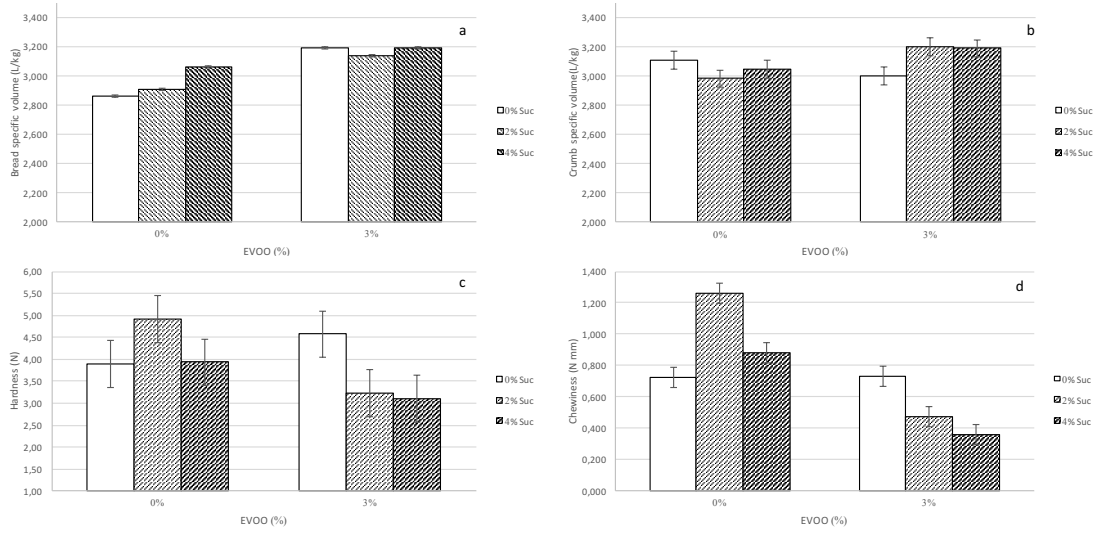 a
Bread specific volume (L/kg)
3,400
3,200
3,000
2,800
2,600
2,400
2,200
2,000
0%
3%
EVOO (%)
0% Suc
2% Suc
4% Suc
b
Crumb specific volume(L/kg)
3,400
3,200
3,000
2,800
2,600
2,400
2,200
2,000
0%
3%
EVOO (%)
0% Suc
2% Suc
4% Suc
c
Hardness (N)
6,00
5,50
5,00
4,50
4,00
3,50
3,00
2,50
2,00
1,50
1,00
0%
3%
EVOO (%)
0% Suc
2% Suc
4% Suc
d
Chewiness (N mm)
1,400
1,200
1,000
0,800
0,600
0,400
0,200
0,000
0%
3%
EVOO (%)
0% Suc
2% Suc
4% Suc